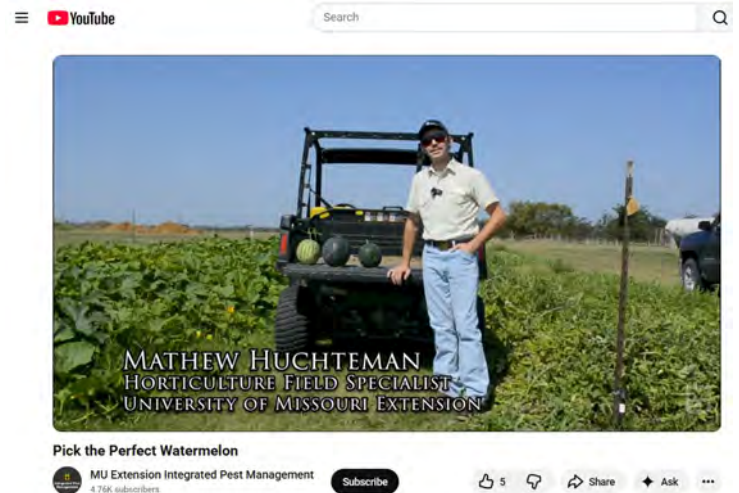 YouTube
Search
MATHEW HUCHTEMAN
HORTICULTURE FIELD SPECIALIST
UNIVERSITY OF MISSOURI EXTENSION
Pick the Perfect Watermelon
MU Extension Integrated Pest Management
4.76K subscribers
Subscribe
5
Share
Ask